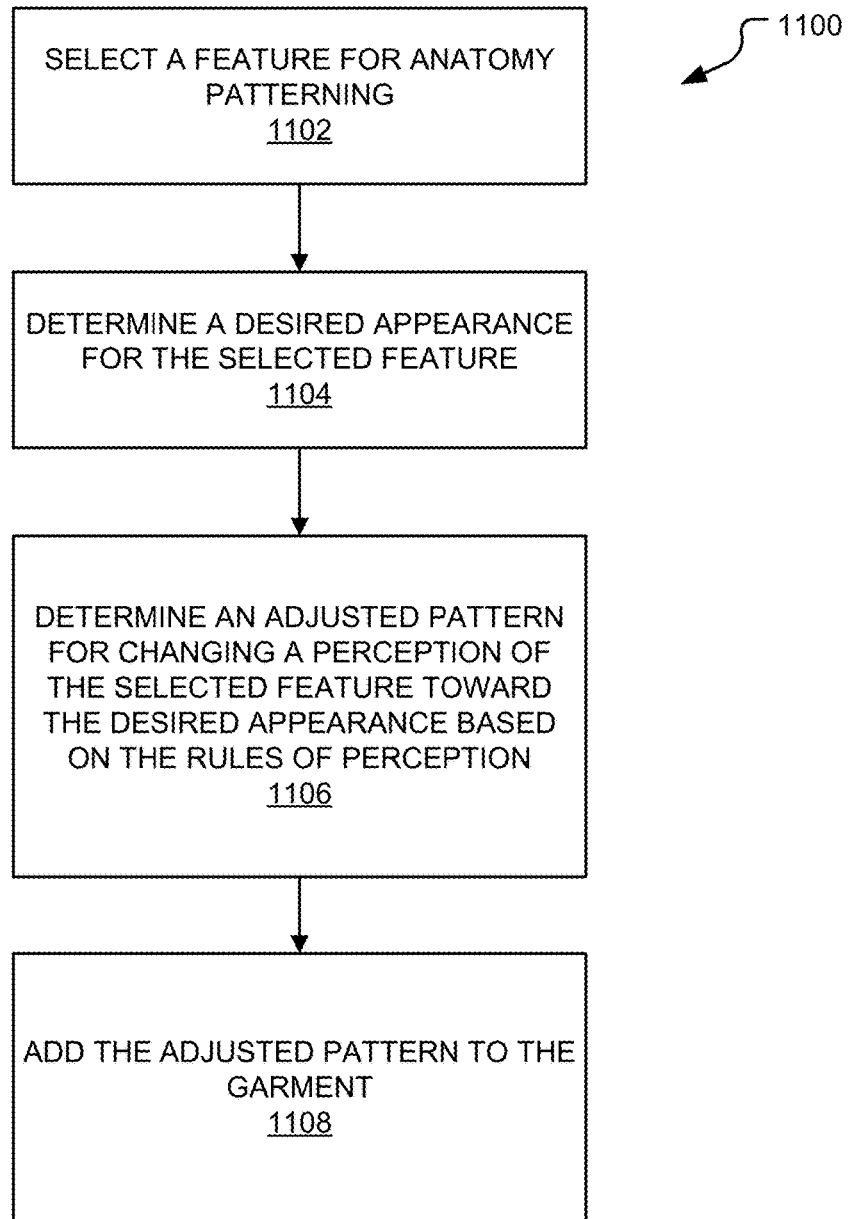 1100
SELECT A FEATURE FOR ANATOMY
PATTERNING
1102
DETERMINE A DESIRED APPEARANCE
FOR THE SELECTED FEATURE
1104
DETERMINE AN ADJUSTED PATTERN
FOR CHANGING A PERCEPTION OF
THE SELECTED FEATURE TOWARD
THE DESIRED APPEARANCE BASED
ON THE RULES OF PERCEPTION
1106
ADD THE ADJUSTED PATTERN TO THE
GARMENT
1108